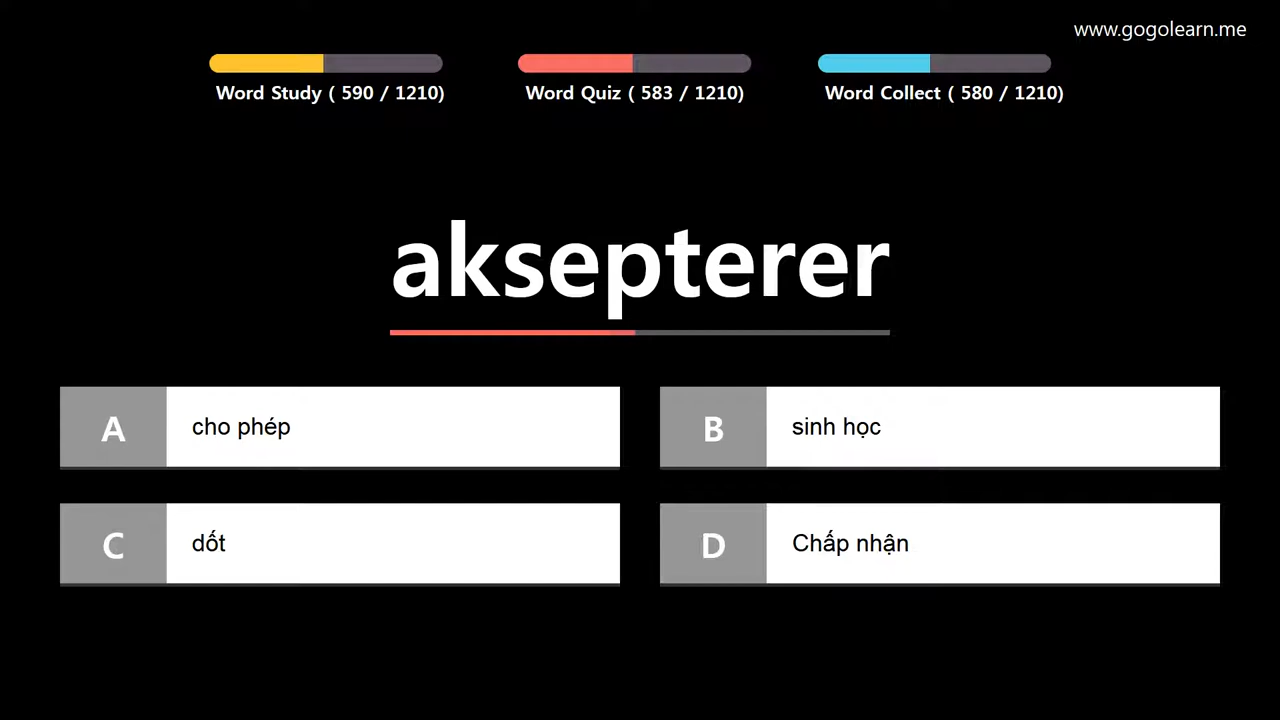 www.gogolearn.me
Word Study ( 590 / 1210)
Word Quiz ( 583 / 1210)
Word Collect ( 580 / 1210)
aksepterer
A
cho phép
B
sinh học
C
dốt
D
Chấp nhận